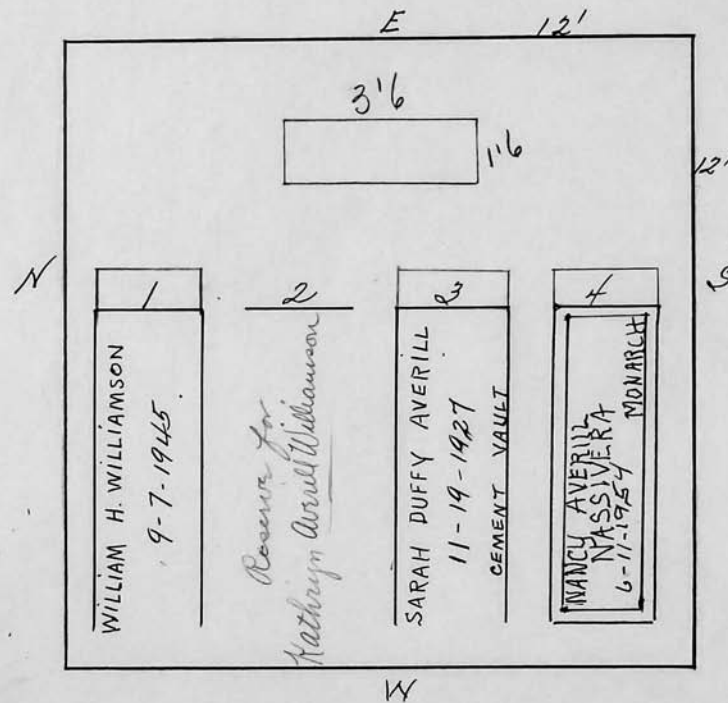 E
12'
3'6
1'6
12'
N
S
1
2
3
4
WILLIAM H. WILLIAMSON
9-7-1945
Reserve for
Kathryn Averell Williamson
SARAH DUFFY AVERILL
11-19-1927
CEMENT VAULT
NANCY AVERILL
NASSIVERA
6-11-1954
MONARCH
W